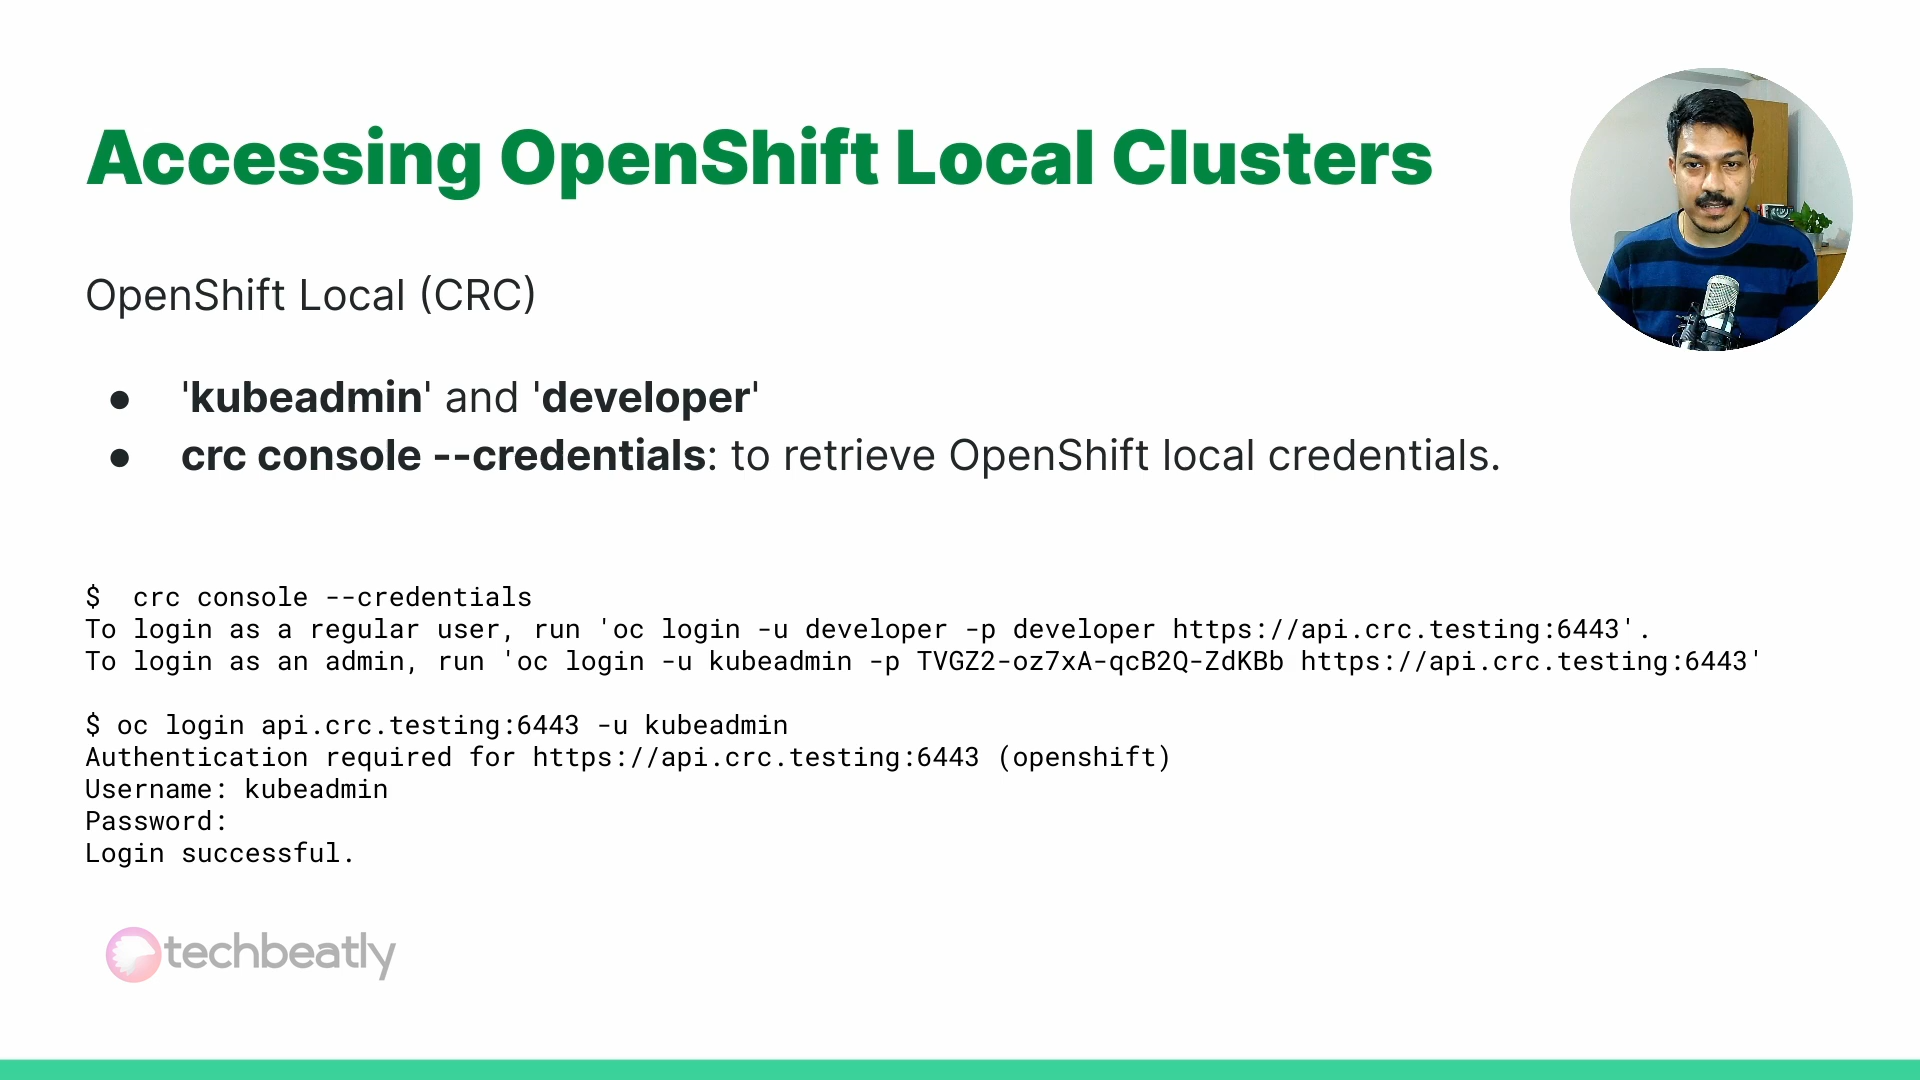 Accessing OpenShift Local Clusters
OpenShift Local (CRC)
● 'kubeadmin' and 'developer'
● crc console --credentials: to retrieve OpenShift local credentials.
$  crc console --credentials
To login as a regular user, run 'oc login -u developer -p developer https://api.crc.testing:6443'.
To login as an admin, run 'oc login -u kubeadmin -p TVGZ2-oz7xA-qcB2Q-ZdKBb https://api.crc.testing:6443'
$ oc login api.crc.testing:6443 -u kubeadmin
Authentication required for https://api.crc.testing:6443 (openshift)
Username: kubeadmin
Password:
Login successful.
techbeatly